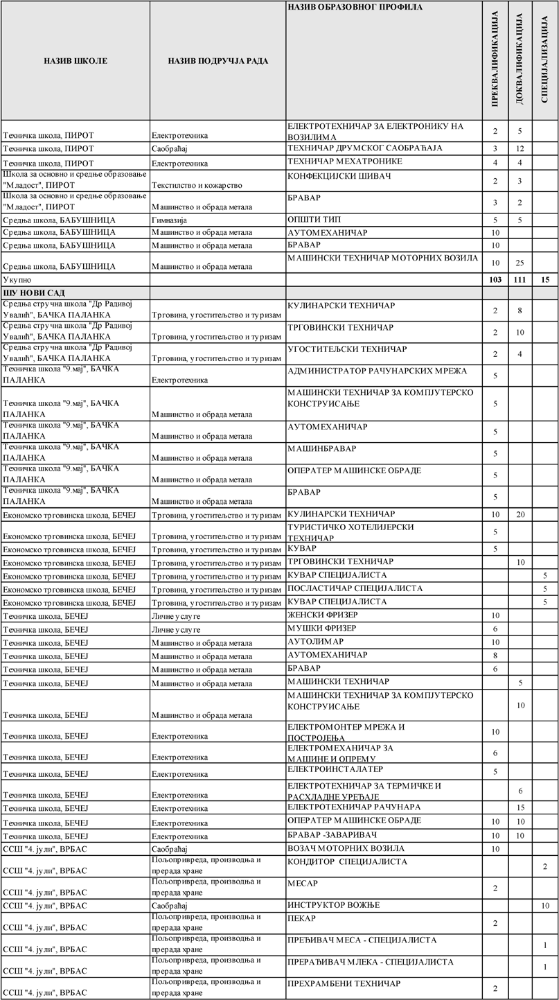 НАЗИВ ШКОЛЕ НАЗИВ ПОДРУЧЈА РАДА НАЗИВ ОБРАЗОВНОГ ПРОФИЛА ПРЕКВАЛИФИКАЦИЈА ДОКВАЛИФИКАЦИЈА СПЕЦИЈАЛИЗАЦИЈА
Техничка школа, ПИРОТ Електротехника ЕЛЕКТРОТЕХНИЧАР ЗА ЕЛЕКТРОНИКУ НА
ВОЗИЛИМА 2 5
Техничка школа, ПИРОТ Саобраћај ТЕХНИЧАР ДРУМСКОГ САОБРАЋАЈА 3 12
Техничка школа, ПИРОТ Електротехника ТЕХНИЧАР МЕХАТРОНИКЕ 4 4
Школа за основно и средње образовање
"Младост", ПИРОТ Текстилство и кожарство КОНФЕКЦИЈСКИ ШИВАЧ 2 3
Школа за основно и средње образовање
"Младост", ПИРОТ Машинство и обрада метала БРАВАР 3 2
Средња школа, БАБУШНИЦА Гимназија ОПШТИ ТИП 5 5
Средња школа, БАБУШНИЦА Машинство и обрада метала АУТОМЕХАНИЧАР 10
Средња школа, БАБУШНИЦА Машинство и обрада метала БРАВАР 10
Средња школа, БАБУШНИЦА Машинство и обрада метала МАШИНСКИ ТЕХНИЧАР МОТОРНИХ ВОЗИЛА 10 25
Укупно 103 111 15
ШУ НОВИ САД
Средња стручна школа "Др Радивој
Увалић", БАЧКА ПАЛАНКА Трговина, угоститељство и туризам КУЛИНАРСКИ ТЕХНИЧАР 2 8
Средња стручна школа "Др Радивој
Увалић", БАЧКА ПАЛАНКА Трговина, угоститељство и туризам ТРГОВИНСКИ ТЕХНИЧАР 2 10
Средња стручна школа "Др Радивој
Увалић", БАЧКА ПАЛАНКА Трговина, угоститељство и туризам УГОСТИТЕЉСКИ ТЕХНИЧАР 2 4
Техничка школа "9.мај", БАЧКА
ПАЛАНКА Електротехника АДМИНИСТРАТОР РАЧУНАРСКИХ МРЕЖА 5
Техничка школа "9.мај", БАЧКА
ПАЛАНКА Машинство и обрада метала МАШИНСКИ ТЕХНИЧАР ЗА КОМПЈУТЕРСКО
КОНСТРУИСАЊЕ 5
Техничка школа "9.мај", БАЧКА
ПАЛАНКА Машинство и обрада метала АУТОМЕХАНИЧАР 5
Техничка школа "9.мај", БАЧКА
ПАЛАНКА Машинство и обрада метала МАШИНБРАВАР 5
Техничка школа "9.мај", БАЧКА
ПАЛАНКА Машинство и обрада метала ОПЕРАТЕР МАШИНСКЕ ОБРАДЕ 5
Техничка школа "9.мај", БАЧКА
ПАЛАНКА Машинство и обрада метала БРАВАР 5
Економско трговинска школа, БЕЧЕЈ Трговина, угоститељство и туризам КУЛИНАРСКИ ТЕХНИЧАР 10 20
Економско трговинска школа, БЕЧЕЈ Трговина, угоститељство и туризам ТУРИСТИЧКО ХОТЕЛИЈЕРСКИ
ТЕХНИЧАР 5
Економско трговинска школа, БЕЧЕЈ Трговина, угоститељство и туризам КУВАР 5
Економско трговинска школа, БЕЧЕЈ Трговина, угоститељство и туризам ТРГОВИНСКИ ТЕХНИЧАР 10
Економско трговинска школа, БЕЧЕЈ Трговина, угоститељство и туризам КУВАР СПЕЦИЈАЛИСТА 5
Економско трговинска школа, БЕЧЕЈ Трговина, угоститељство и туризам ПОСЛАСТИЧАР СПЕЦИЈАЛИСТА 5
Економско трговинска школа, БЕЧЕЈ Трговина, угоститељство и туризам КУВАР СПЕЦИЈАЛИСТА 5
Техничка школа, БЕЧЕЈ Личне услуге ЖЕНСКИ ФРИЗЕР 10
Техничка школа, БЕЧЕЈ Личне услуге МУШКИ ФРИЗЕР 6
Техничка школа, БЕЧЕЈ Машинство и обрада метала АУТОЛИМАР 10
Техничка школа, БЕЧЕЈ Машинство и обрада метала АУТОМЕХАНИЧАР 8
Техничка школа, БЕЧЕЈ Машинство и обрада метала БРАВАР 6
Техничка школа, БЕЧЕЈ Машинство и обрада метала МАШИНСКИ ТЕХНИЧАР 5
Техничка школа, БЕЧЕЈ Машинство и обрада метала МАШИНСКИ ТЕХНИЧАР ЗА КОМПЈУТЕРСКО
КОНСТРУИСАЊЕ 10
Техничка школа, БЕЧЕЈ Електротехника ЕЛЕКТРОМОНТЕР МРЕЖА И
ПОСТРОЈЕЊА 10
Техничка школа, БЕЧЕЈ Електротехника ЕЛЕКТРОМЕХАНИЧАР ЗА
МАШИНЕ И ОПРЕМУ 6
Техничка школа, БЕЧЕЈ Електротехника ЕЛЕКТРОИНСТАЛАТЕР 5
Техничка школа, БЕЧЕЈ Електротехника ЕЛЕКТРОТЕХНИЧАР ЗА ТЕРМИЧКЕ И
РАСХЛАДНЕ УРЕЂАЈЕ 6
Техничка школа, БЕЧЕЈ Електротехника ЕЛЕКТРОТЕХНИЧАР РАЧУНАРА 15
Техничка школа, БЕЧЕЈ Електротехника ОПЕРАТЕР МАШИНСКЕ ОБРАДЕ 10 10
Техничка школа, БЕЧЕЈ Електротехника БРАВАР -ЗАВАРИВАЧ 10 10
ССШ "4. јули", ВРБАС Саобраћај ВОЗАЧ МОТОРНИХ ВОЗИЛА 10
ССШ "4. јули", ВРБАС Пољопривреда, производња и
прерада хране КОНДИТОР СПЕЦИЈАЛИСТА 2
ССШ "4. јули", ВРБАС Пољопривреда, производња и
прерада хране МЕСАР 2
ССШ "4. јули", ВРБАС Саобраћај ИНСТРУКТОР ВОЖЊЕ 10
ССШ "4. јули", ВРБАС Пољопривреда, производња и
прерада хране ПЕКАР 2
ССШ "4. јули", ВРБАС Пољопривреда, производња и
прерада хране ПРЕЂИВАЧ МЕСА - СПЕЦИЈАЛИСТА 1
ССШ "4. јули", ВРБАС Пољопривреда, производња и
прерада хране ПРЕРАЂИВАЧ МЛЕКА - СПЕЦИЈАЛИСТА 1
ССШ "4. јули", ВРБАС Пољопривреда, производња и
прерада хране ПРЕХРАМБЕНИ ТЕХНИЧАР 2